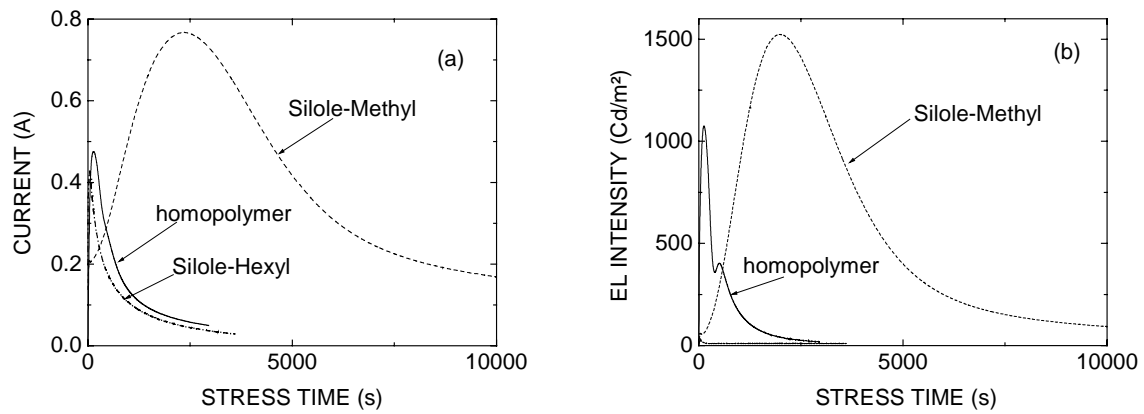 (a)
0.8
0.6
0.4
0.2
0.0
CURRENT (A)
Silole-Methyl
homopolymer
Silole-Hexyl
0
5000
10000
STRESS TIME (s)
(b)
1500
1000
500
0
EL INTENSITY (Cd/m²)
Silole-Methyl
homopolymer
0
5000
10000
STRESS TIME (s)